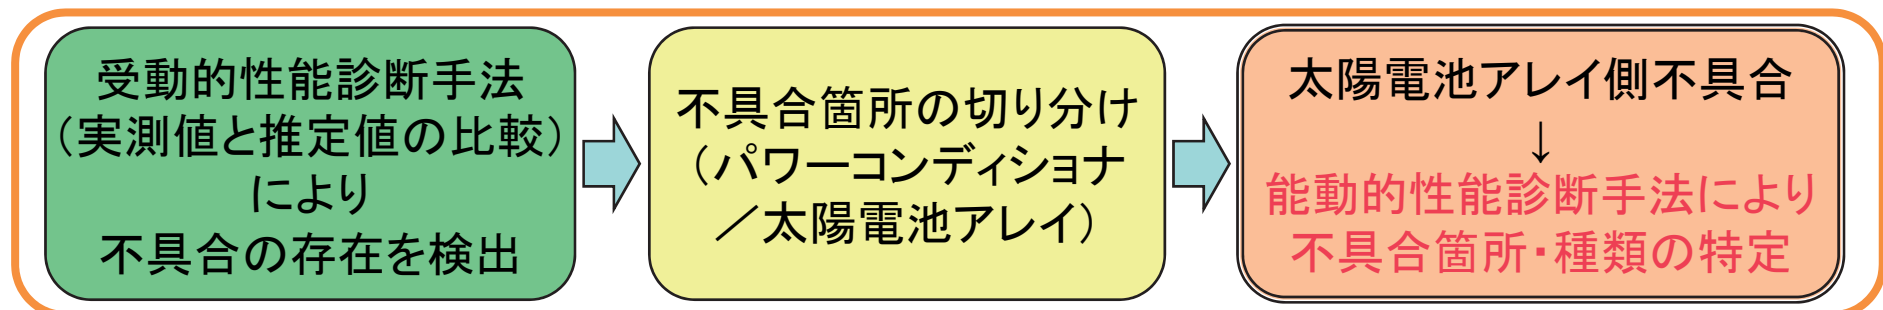 受動的性能診断手法
（実測値と推定値の比較）
により
不具合の存在を検出
不具合箇所の切り分け
（パワーコンディショナ
／太陽電池アレイ）
太陽電池アレイ側不具合
↓
能動的性能診断手法により
不具合箇所・種類の特定